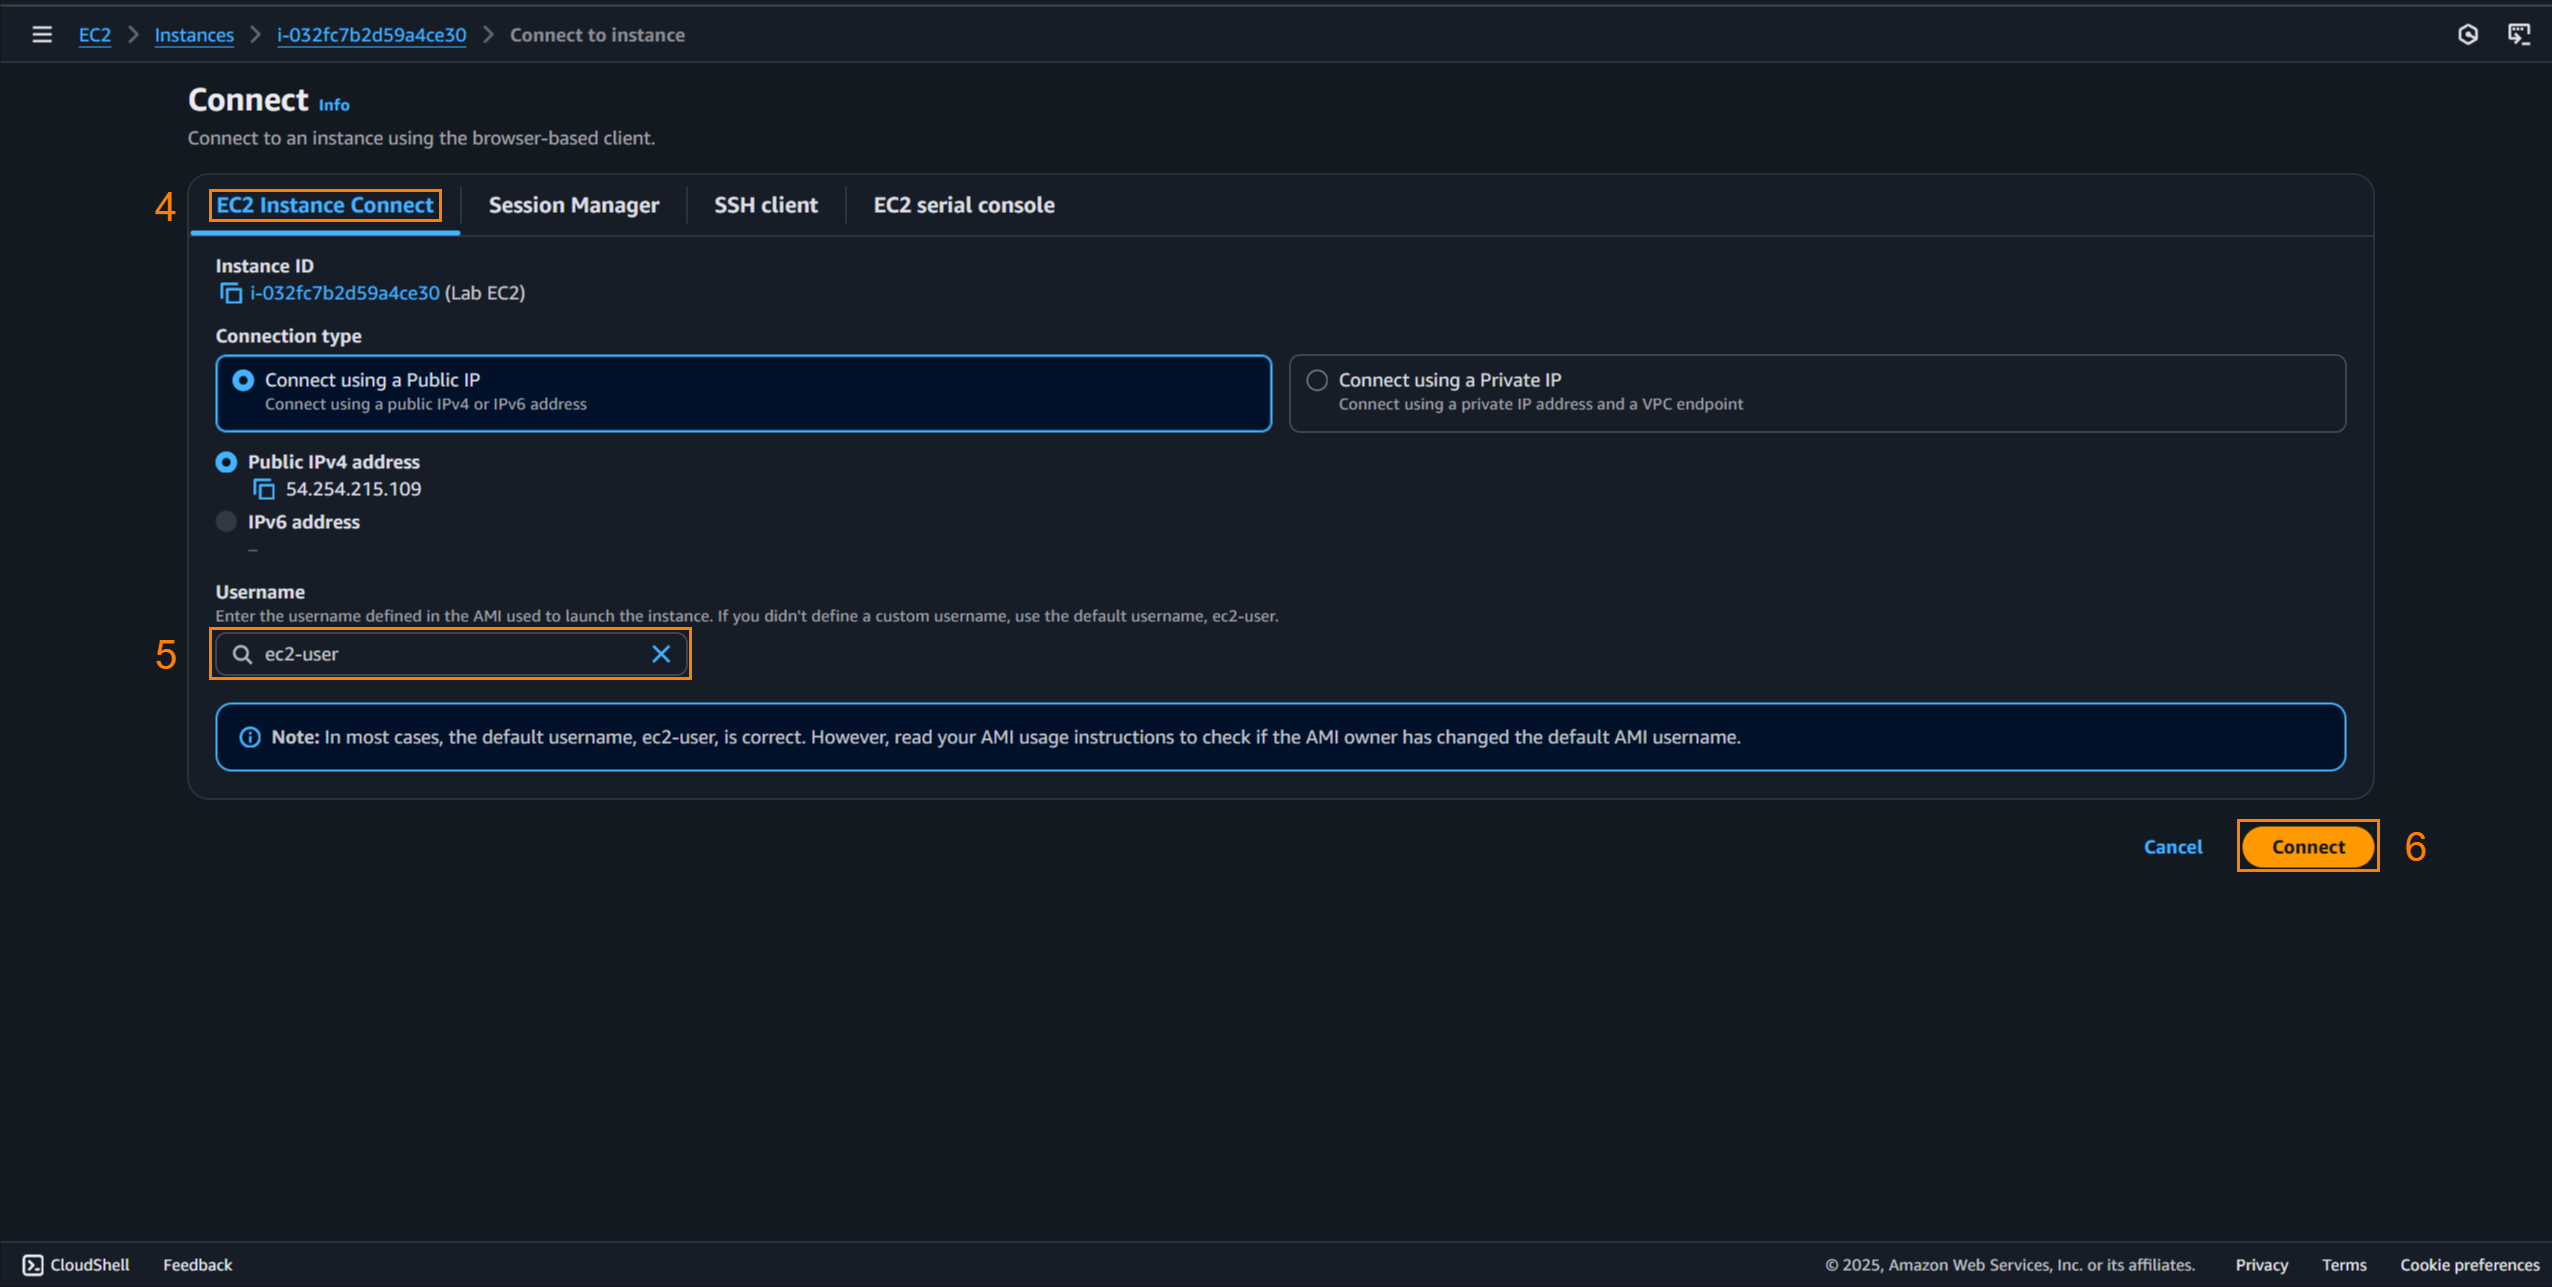 EC2 > Instances > i-032fc7b2d59a4ce30 > Connect to instance
Connect Info
Connect to an instance using the browser-based client.
4 EC2 Instance Connect Session Manager SSH client EC2 serial console
Instance ID
i-032fc7b2d59a4ce30 (Lab EC2)
Connection type
Connect using a Public IP
Connect using a public IPv4 or IPv6 address
Connect using a Private IP
Connect using a private IP address and a VPC endpoint
Public IPv4 address
54.254.215.109
IPv6 address
–
Username
Enter the username defined in the AMI used to launch the instance. If you didn't define a custom username, use the default username, ec2-user.
5 ec2-user
Note: In most cases, the default username, ec2-user, is correct. However, read your AMI usage instructions to check if the AMI owner has changed the default AMI username.
Cancel Connect 6
CloudShell Feedback © 2025, Amazon Web Services, Inc. or its affiliates. Privacy Terms Cookie preferences